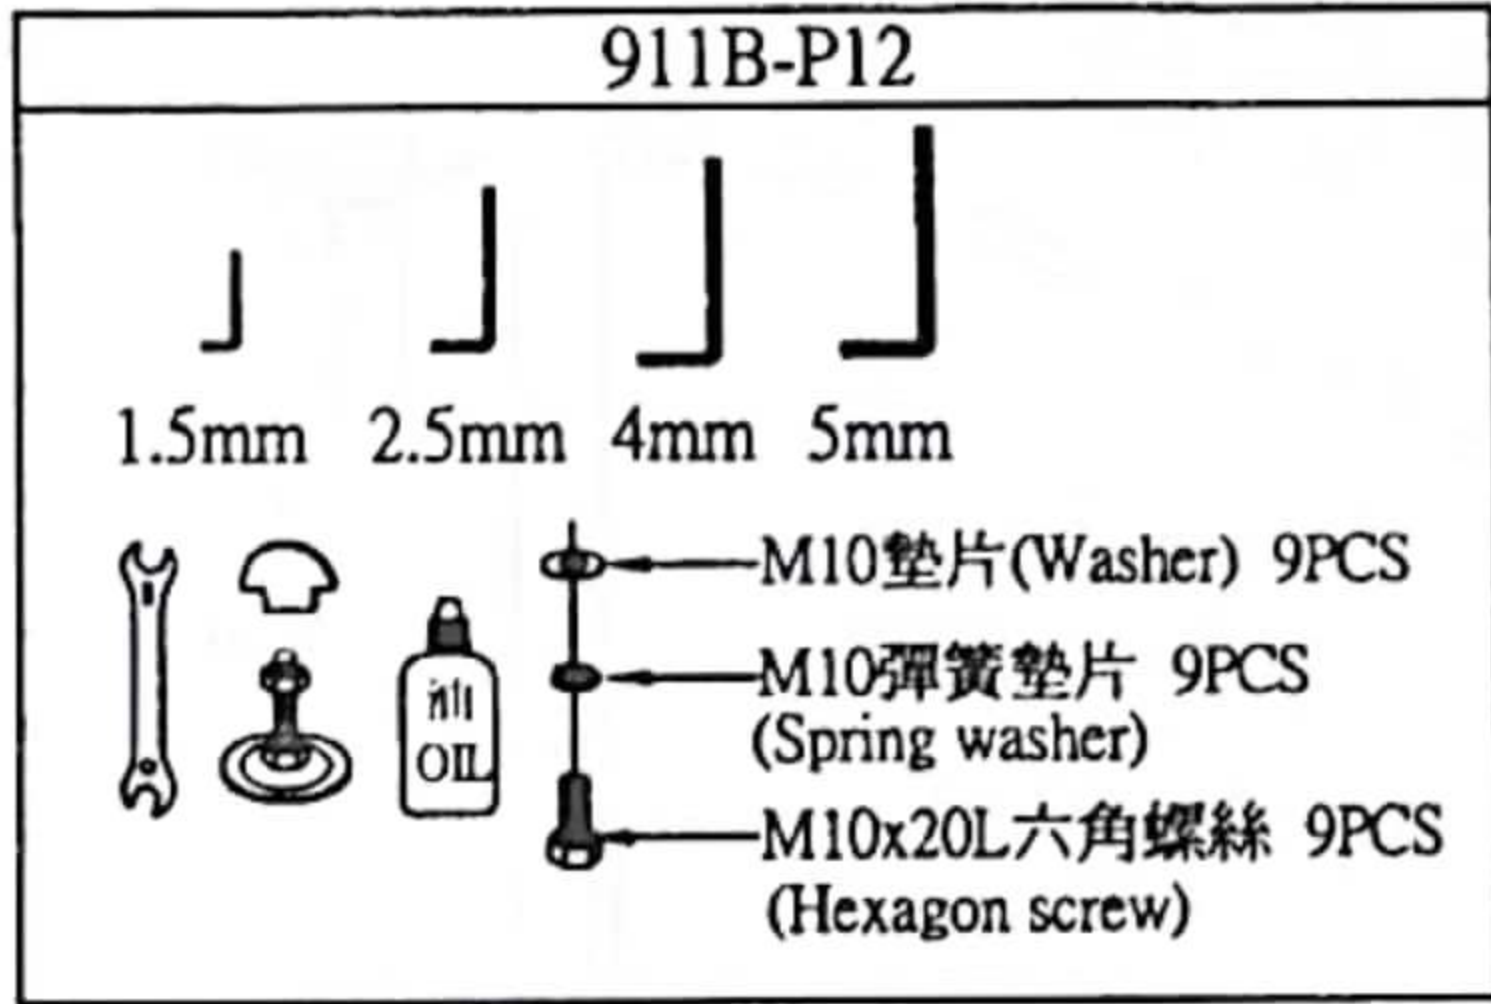 911B-P12
1.5mm 2.5mm 4mm 5mm
M10墊片(Washer) 9PCS
M10彈簧墊片 9PCS
(Spring washer)
油
OIL
M10x20L六角螺絲 9PCS
(Hexagon screw)